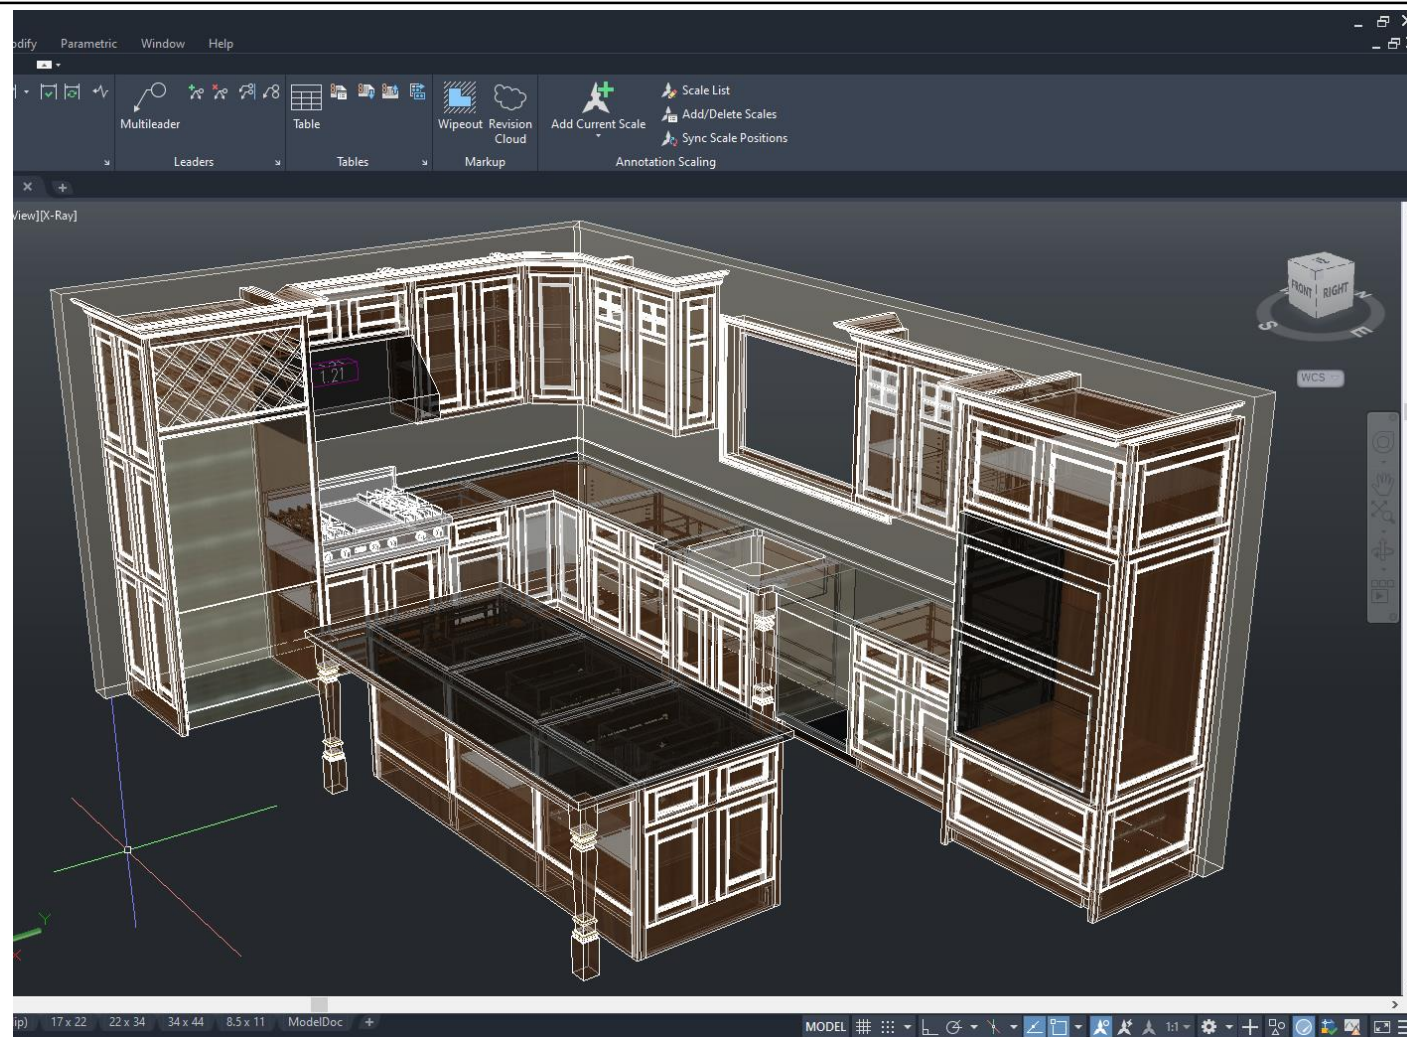 odify Parametric Window Help
Multileader
Table
Wipeout Revision Cloud
Add Current Scale
Scale List
Add/Delete Scales
Sync Scale Positions
Leaders Tables Markup Annotation Scaling
View][X-Ray]
1.21
FRONT RIGHT
S E
WCS
Y
X
ip) 17 x 22 22 x 34 34 x 44 8.5 x 11 ModelDoc +
MODEL 1:1